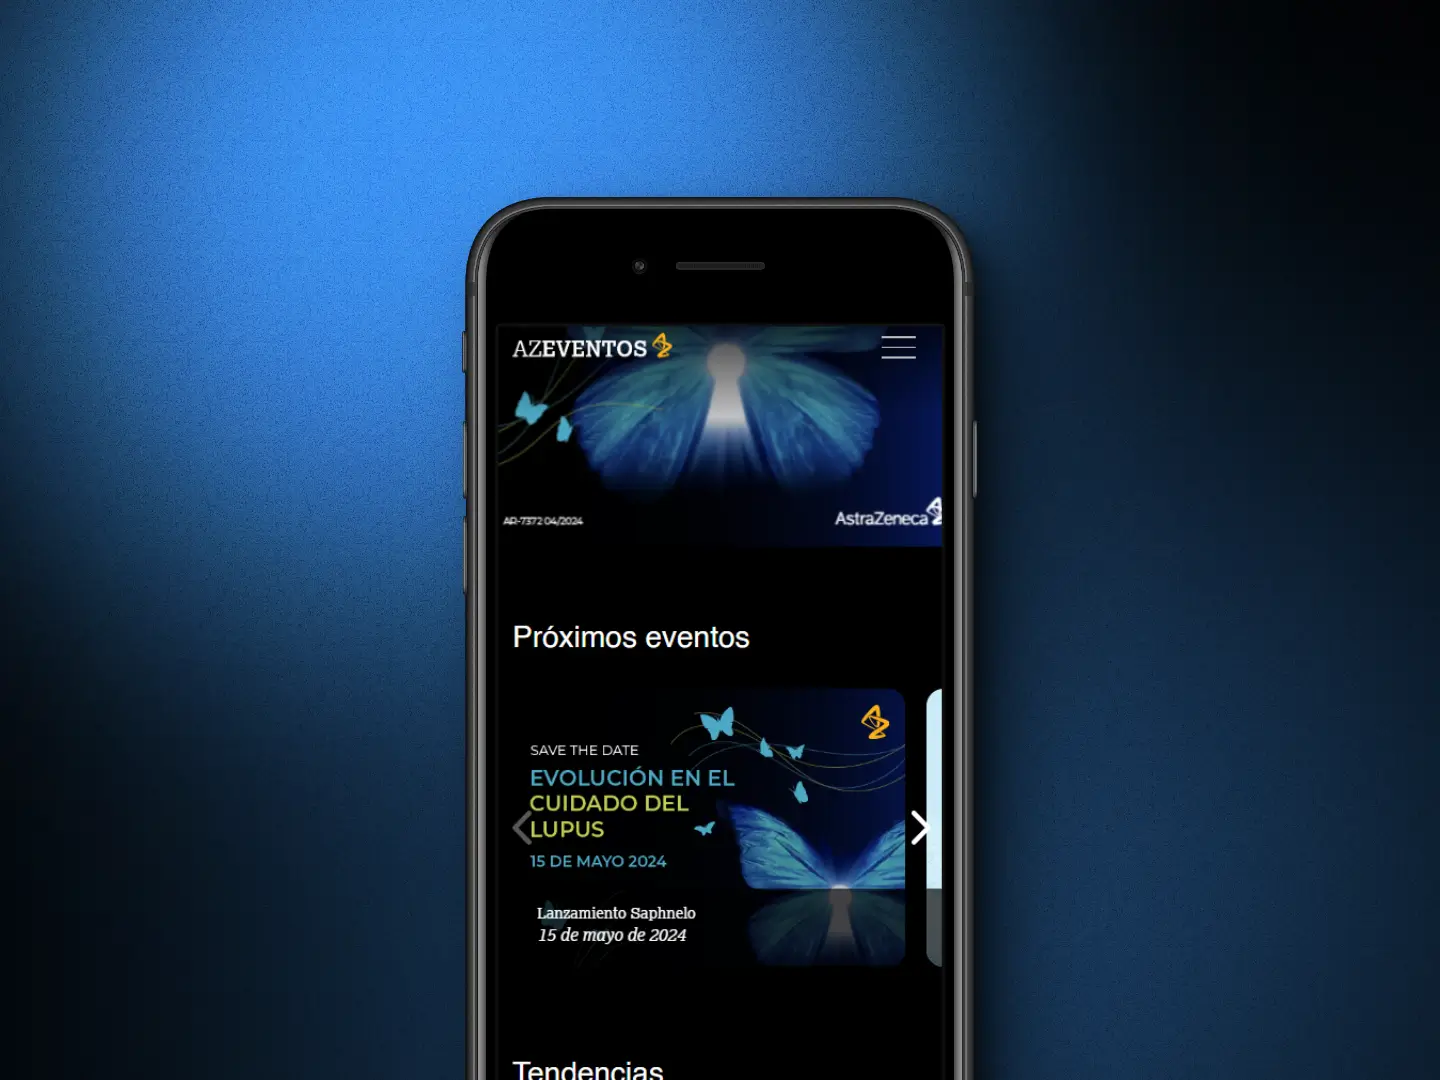 AZEVENTOS
AR-7372 04/2024
AstraZeneca
Próximos eventos
SAVE THE DATE
EVOLUCIÓN EN EL
CUIDADO DEL
LUPUS
15 DE MAYO 2024
Lanzamiento Saphnelo
15 de mayo de 2024
Tendencias